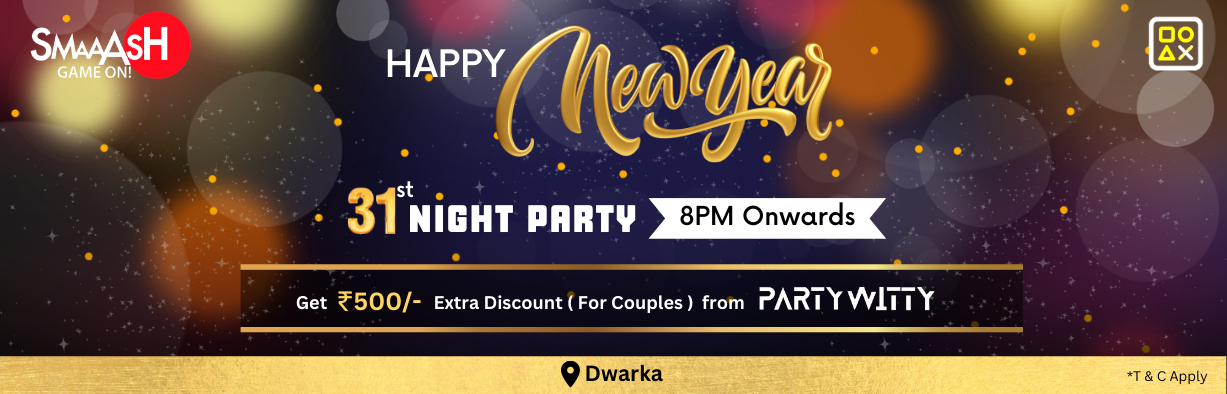 SMAAASH
GAME ON!
HAPPY New Year
31st NIGHT PARTY 8PM Onwards
Get ₹500/- Extra Discount ( For Couples ) from PARTYWITTY
Dwarka
*T & C Apply